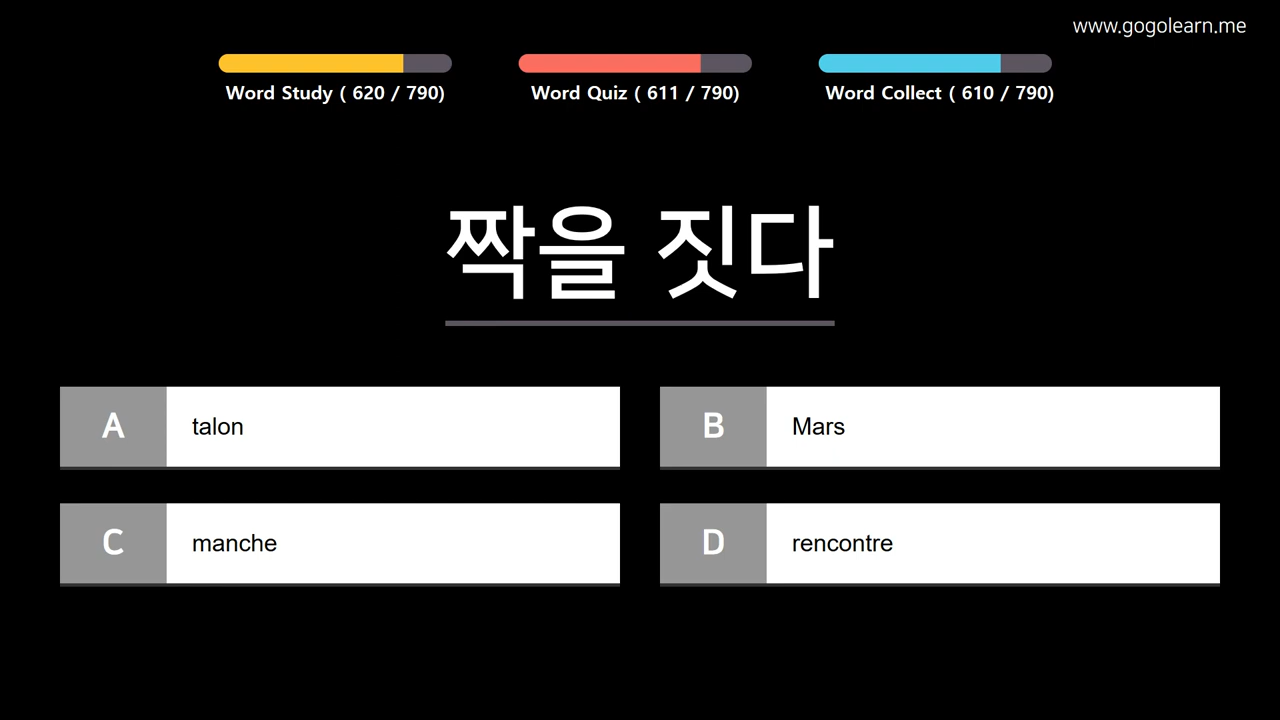 www.gogolearn.me
Word Study ( 620 / 790)
Word Quiz ( 611 / 790)
Word Collect ( 610 / 790)
짝을 짓다
A talon
B Mars
C manche
D rencontre